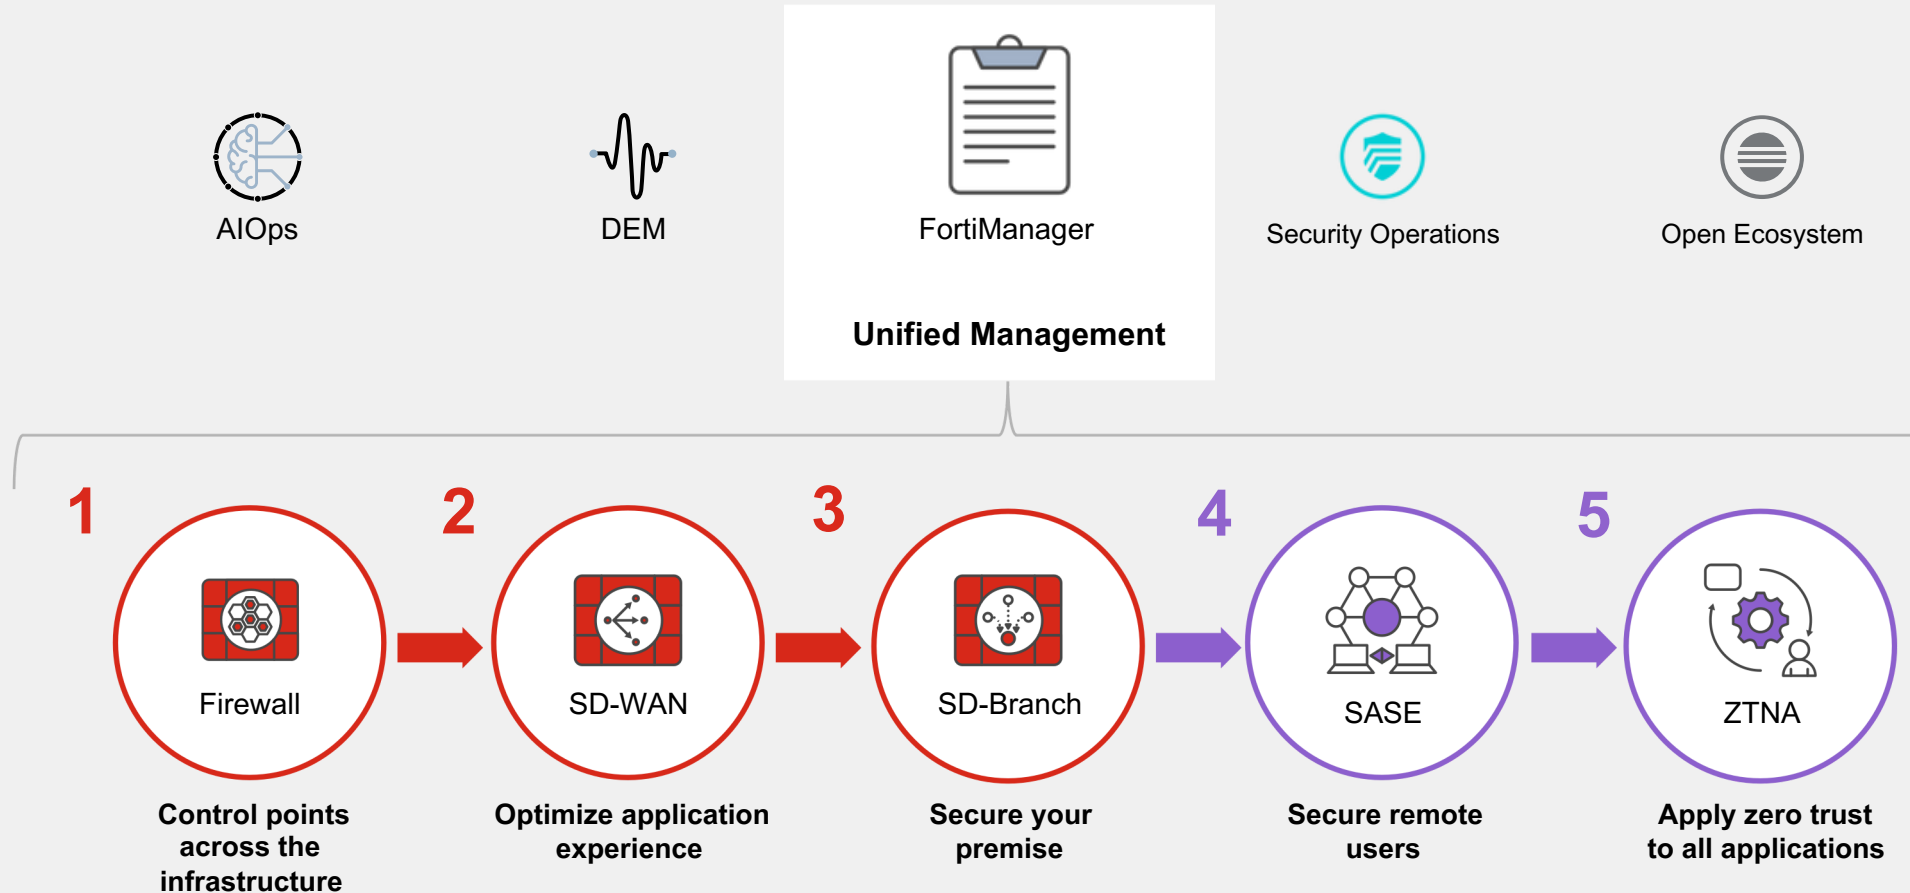 AIOps
DEM
FortiManager
Security Operations
Open Ecosystem
Unified Management
1
Firewall
Control points
across the
infrastructure
2
SD-WAN
Optimize application
experience
3
SD-Branch
Secure your
premise
4
SASE
Secure remote
users
5
ZTNA
Apply zero trust
to all applications